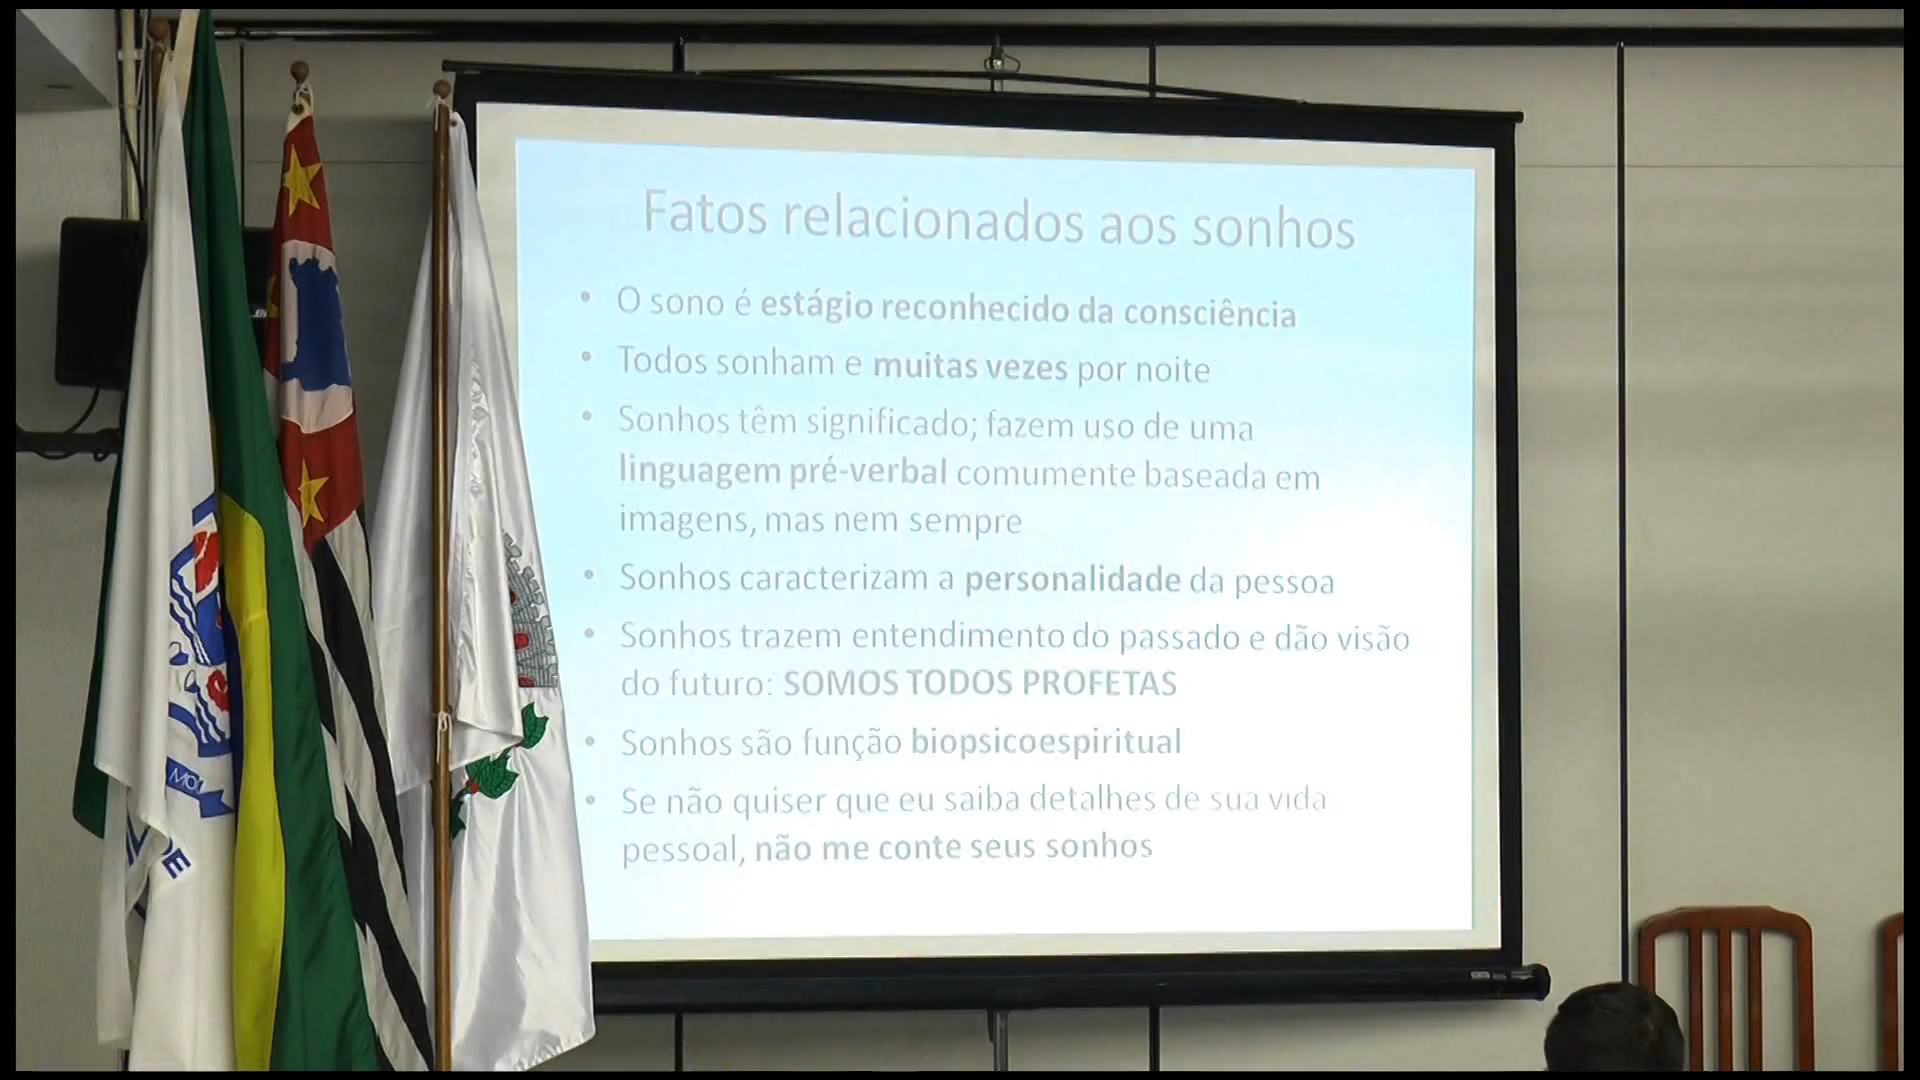 Fatos relacionados aos sonhos
• O sono é estágio reconhecido da consciência
• Todos sonham e muitas vezes por noite
• Sonhos têm significado; fazem uso de uma
linguagem pré-verbal comumente baseada em
imagens, mas nem sempre
• Sonhos caracterizam a personalidade da pessoa
• Sonhos trazem entendimento do passado e dão visão
do futuro: SOMOS TODOS PROFETAS
• Sonhos são função biopsicoespiritual
• Se não quiser que eu saiba detalhes de sua vida
pessoal, não me conte seus sonhos